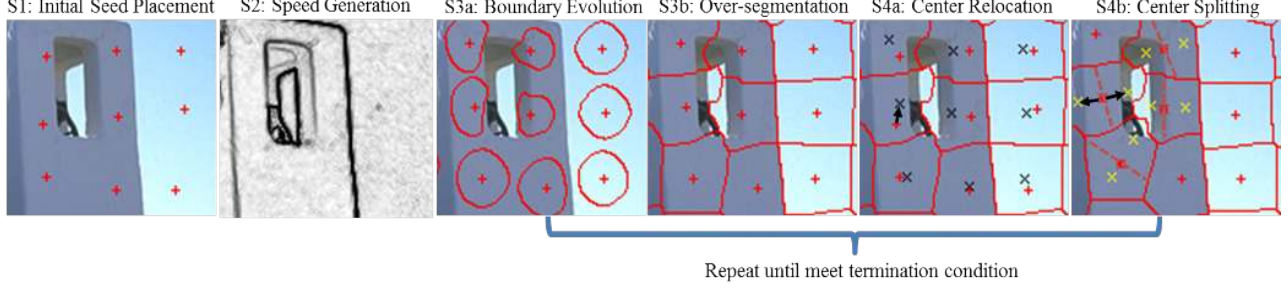 S1: Initial Seed Placement
S2: Speed Generation
S3a: Boundary Evolution
S3b: Over-segmentation
S4a: Center Relocation
S4b: Center Splitting
Repeat until meet termination condition